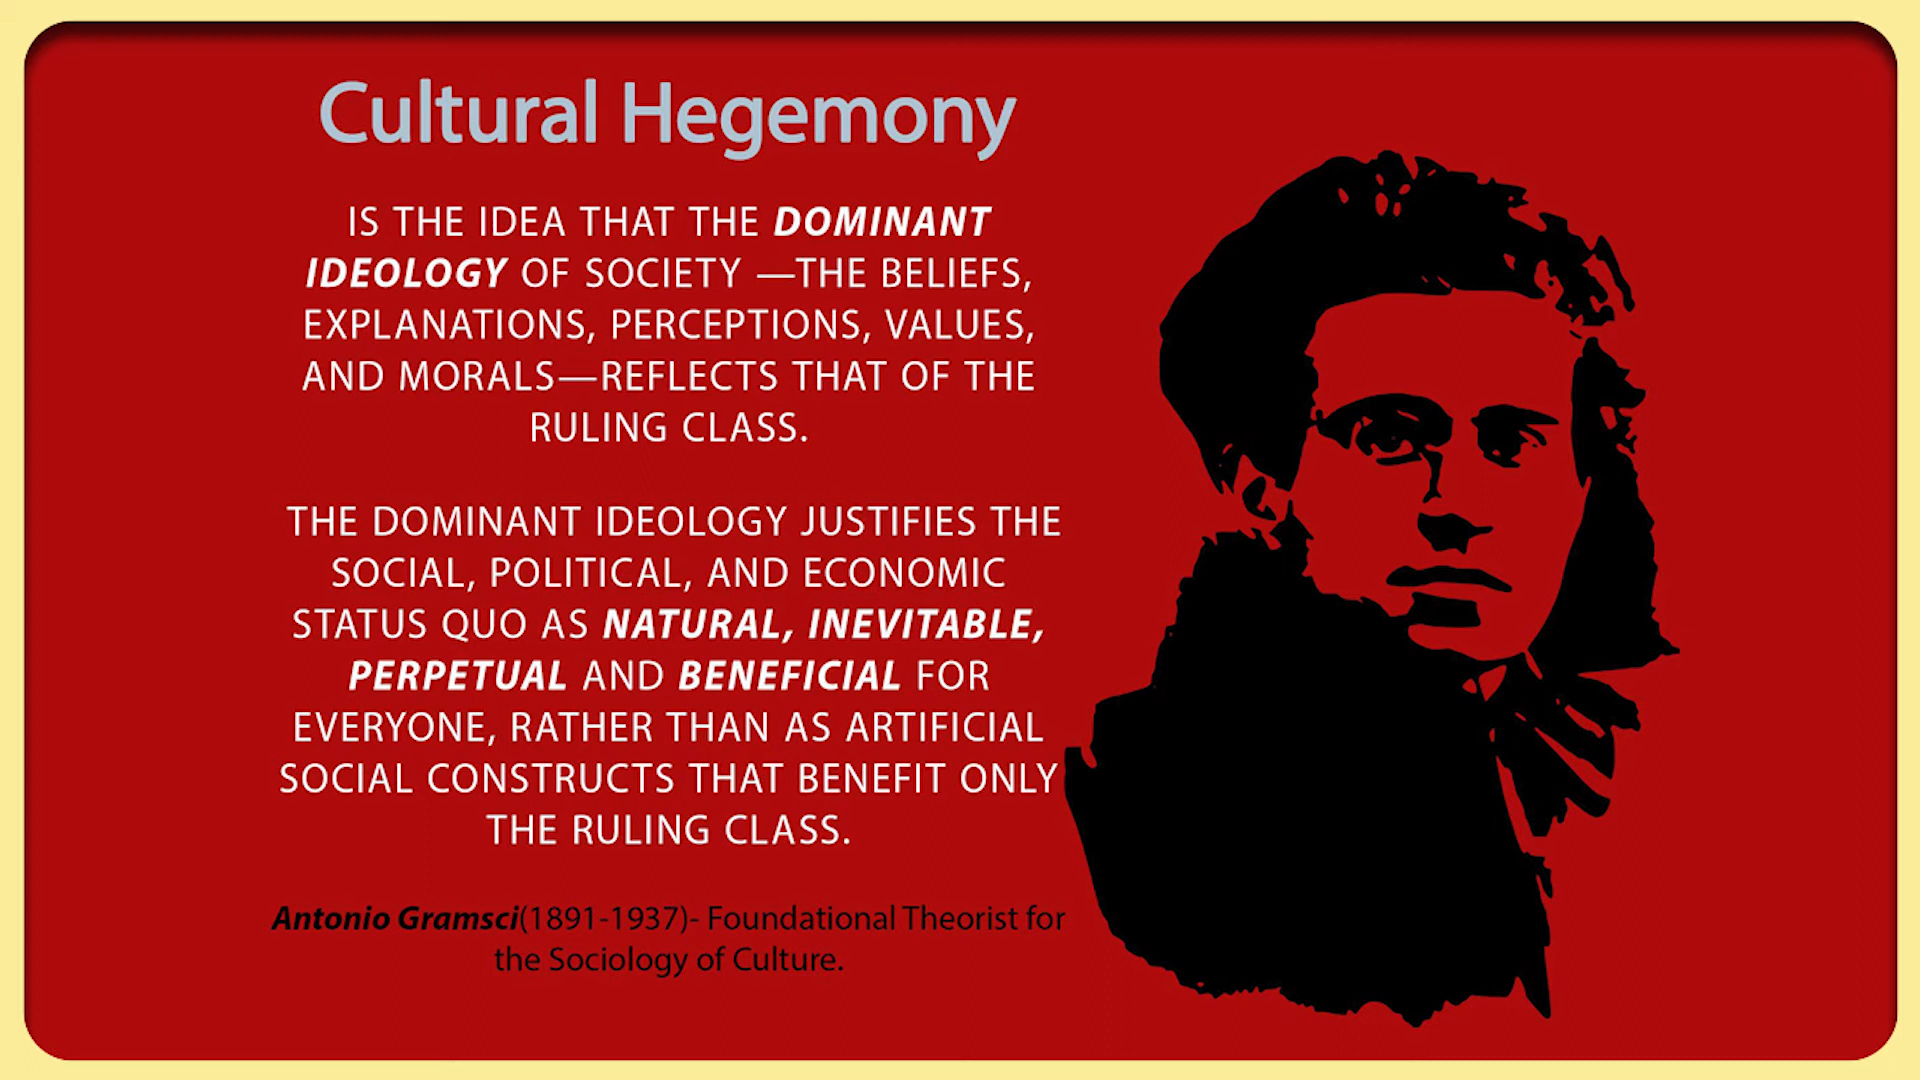 Cultural Hegemony
IS THE IDEA THAT THE DOMINANT
IDEOLOGY OF SOCIETY —THE BELIEFS,
EXPLANATIONS, PERCEPTIONS, VALUES,
AND MORALS—REFLECTS THAT OF THE
RULING CLASS.
THE DOMINANT IDEOLOGY JUSTIFIES THE
SOCIAL, POLITICAL, AND ECONOMIC
STATUS QUO AS NATURAL, INEVITABLE,
PERPETUAL AND BENEFICIAL FOR
EVERYONE, RATHER THAN AS ARTIFICIAL
SOCIAL CONSTRUCTS THAT BENEFIT ONLY
THE RULING CLASS.
Antonio Gramsci(1891-1937)- Foundational Theorist for
the Sociology of Culture.